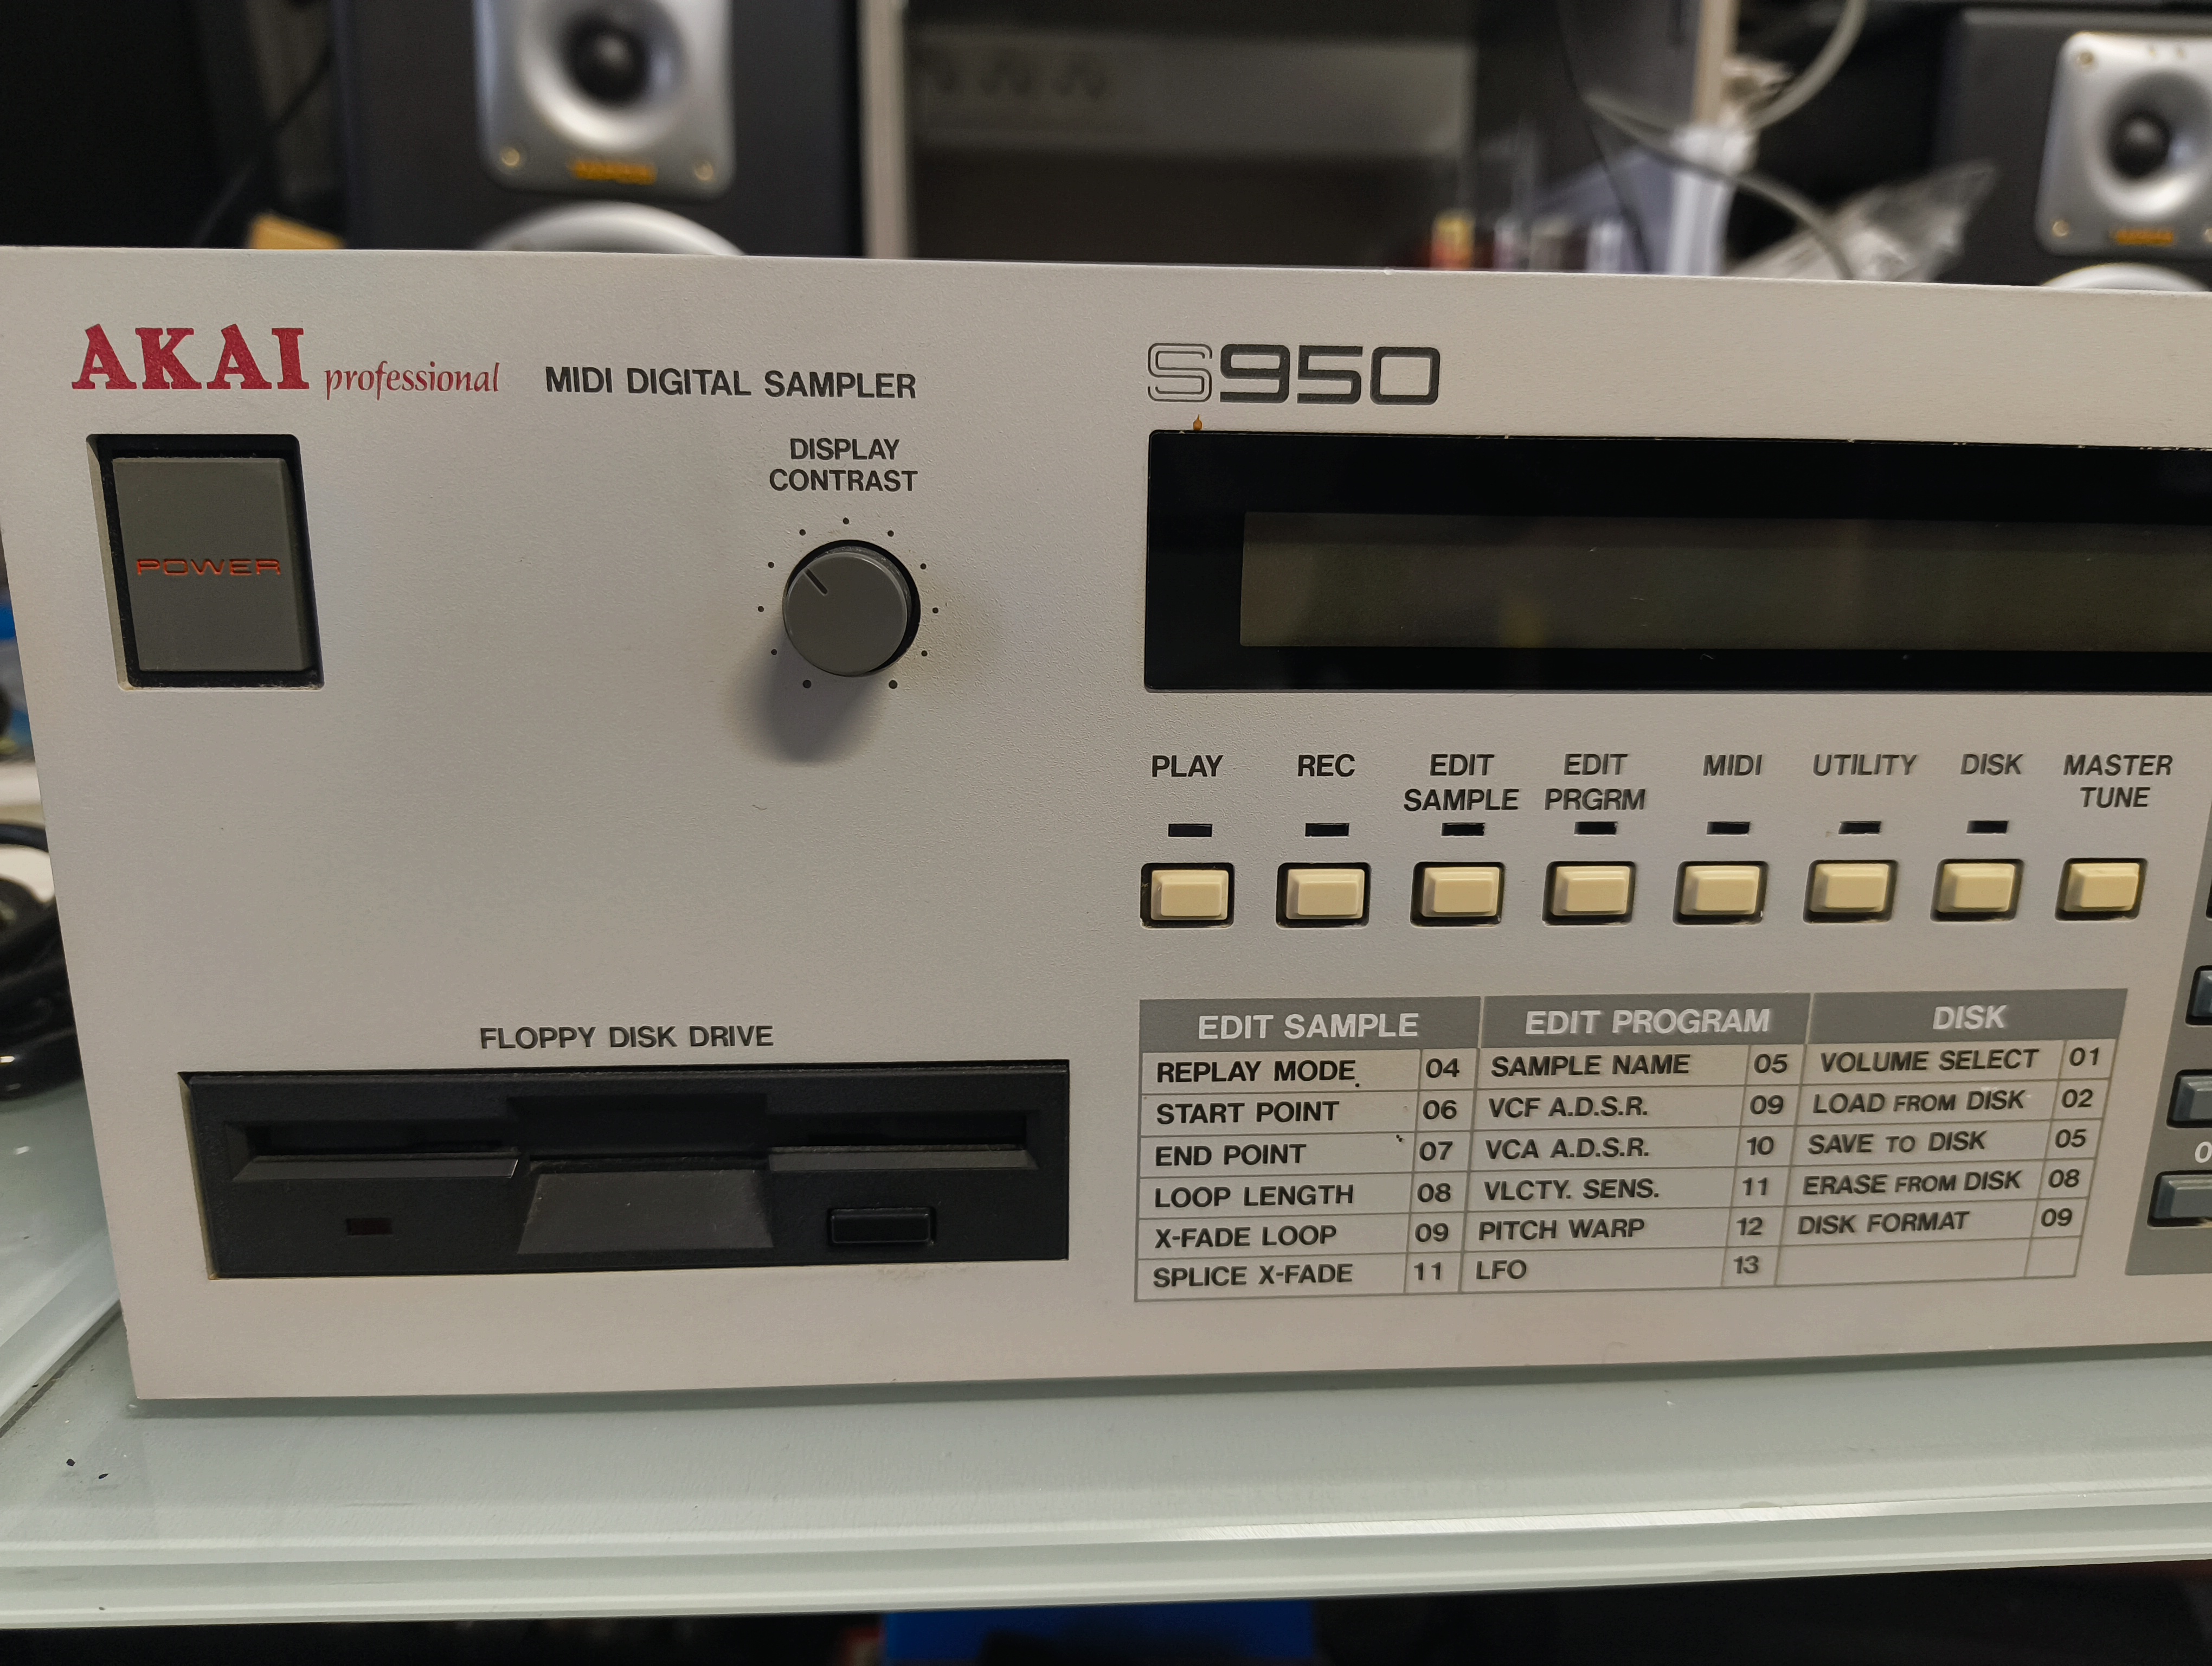 AKAI professional MIDI DIGITAL SAMPLER
S950
DISPLAY
CONTRAST
POWER
PLAY REC EDIT SAMPLE EDIT PRGRM MIDI UTILITY DISK MASTER TUNE
FLOPPY DISK DRIVE
EDIT SAMPLE EDIT PROGRAM DISK
REPLAY MODE 04 SAMPLE NAME 05 VOLUME SELECT 01
START POINT 06 VCF A.D.S.R. 09 LOAD FROM DISK 02
END POINT 07 VCA A.D.S.R. 10 SAVE TO DISK 05
LOOP LENGTH 08 VLCTY. SENS. 11 ERASE FROM DISK 08
X-FADE LOOP 09 PITCH WARP 12 DISK FORMAT 09
SPLICE X-FADE 11 LFO 13